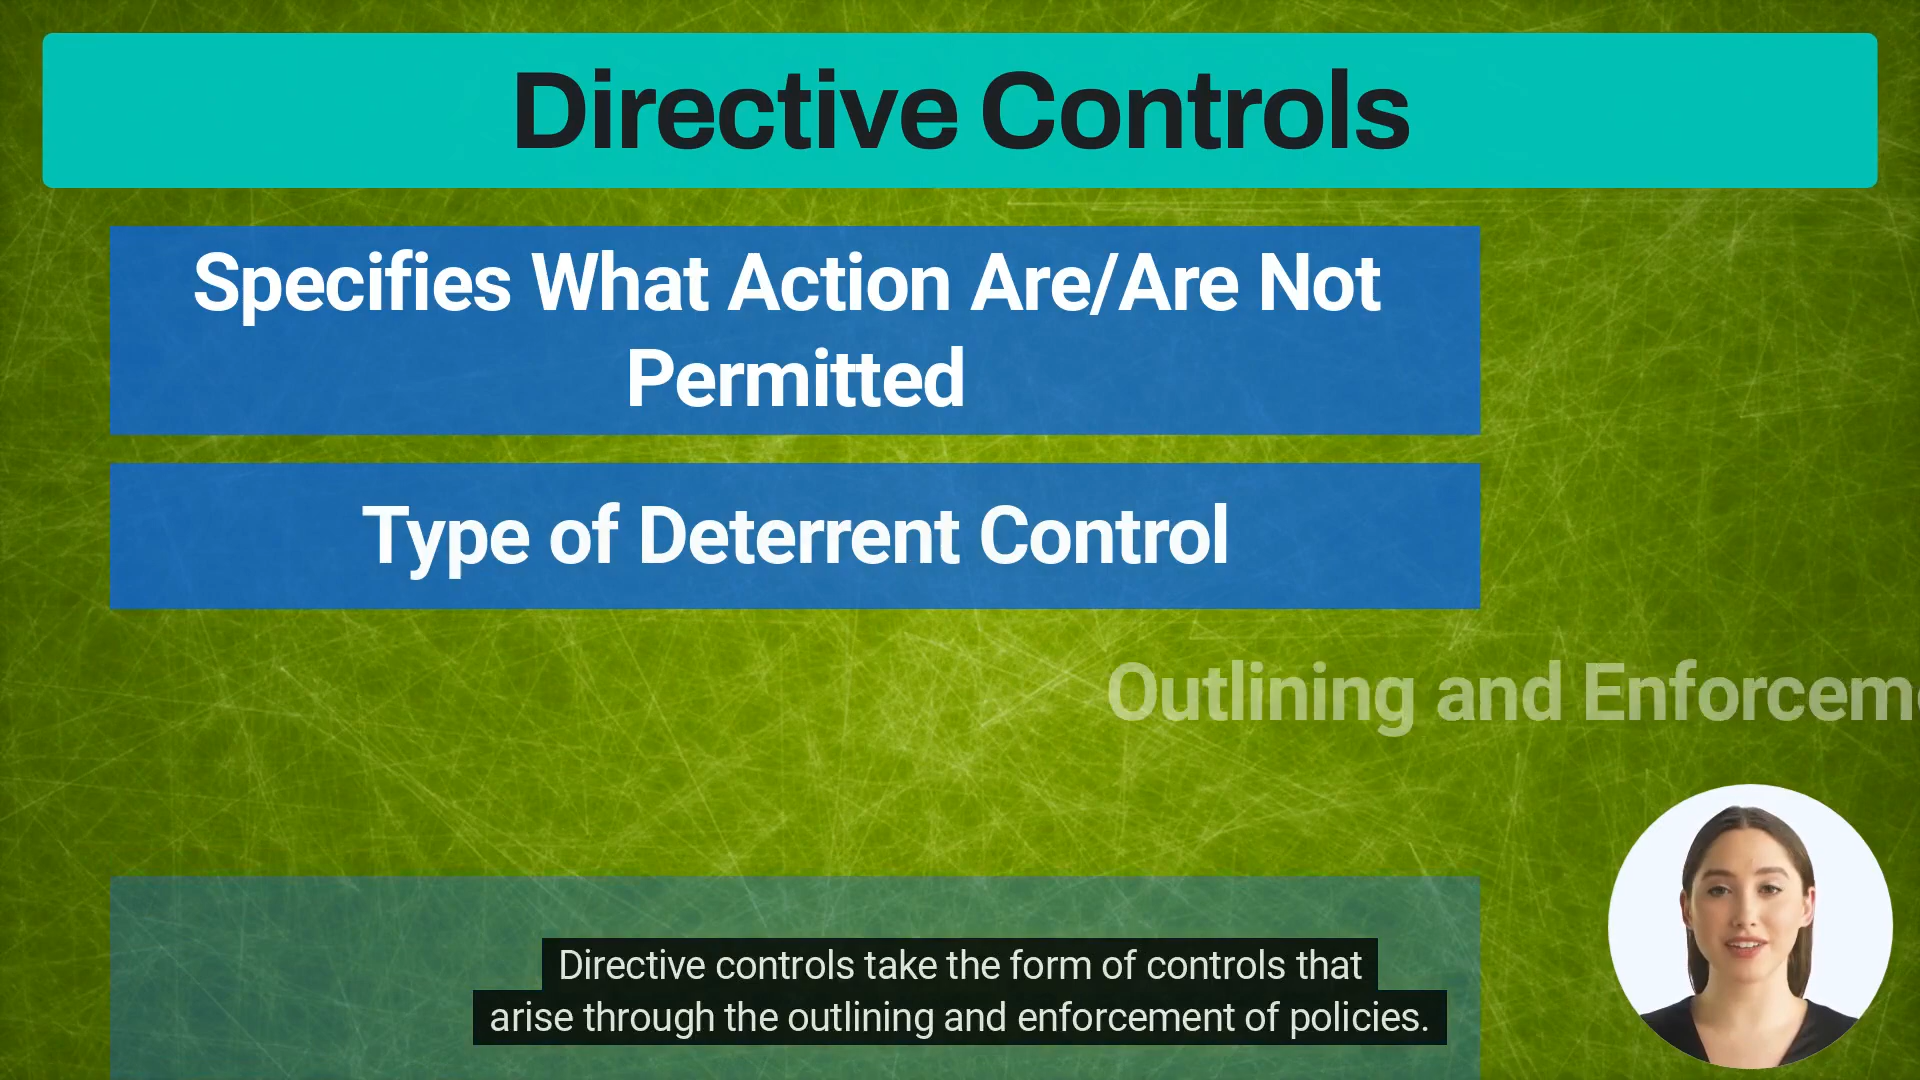 Directive Controls
Specifies What Action Are/Are Not
Permitted
Type of Deterrent Control
Outlining and
Directive controls take the form of controls that
arise through the outlining and enforcement of policies.